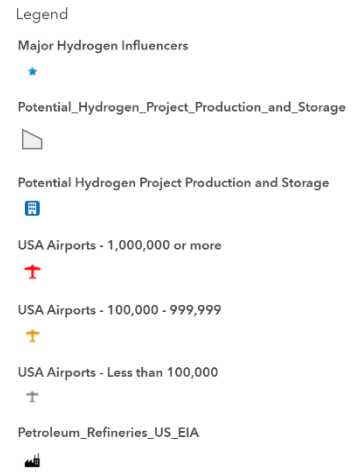 Legend
Major Hydrogen Influencers
Potential_Hydrogen_Project_Production_and_Storage
Potential Hydrogen Project Production and Storage
USA Airports - 1,000,000 or more
USA Airports - 100,000 - 999,999
USA Airports - Less than 100,000
Petroleum_Refineries_US_EIA